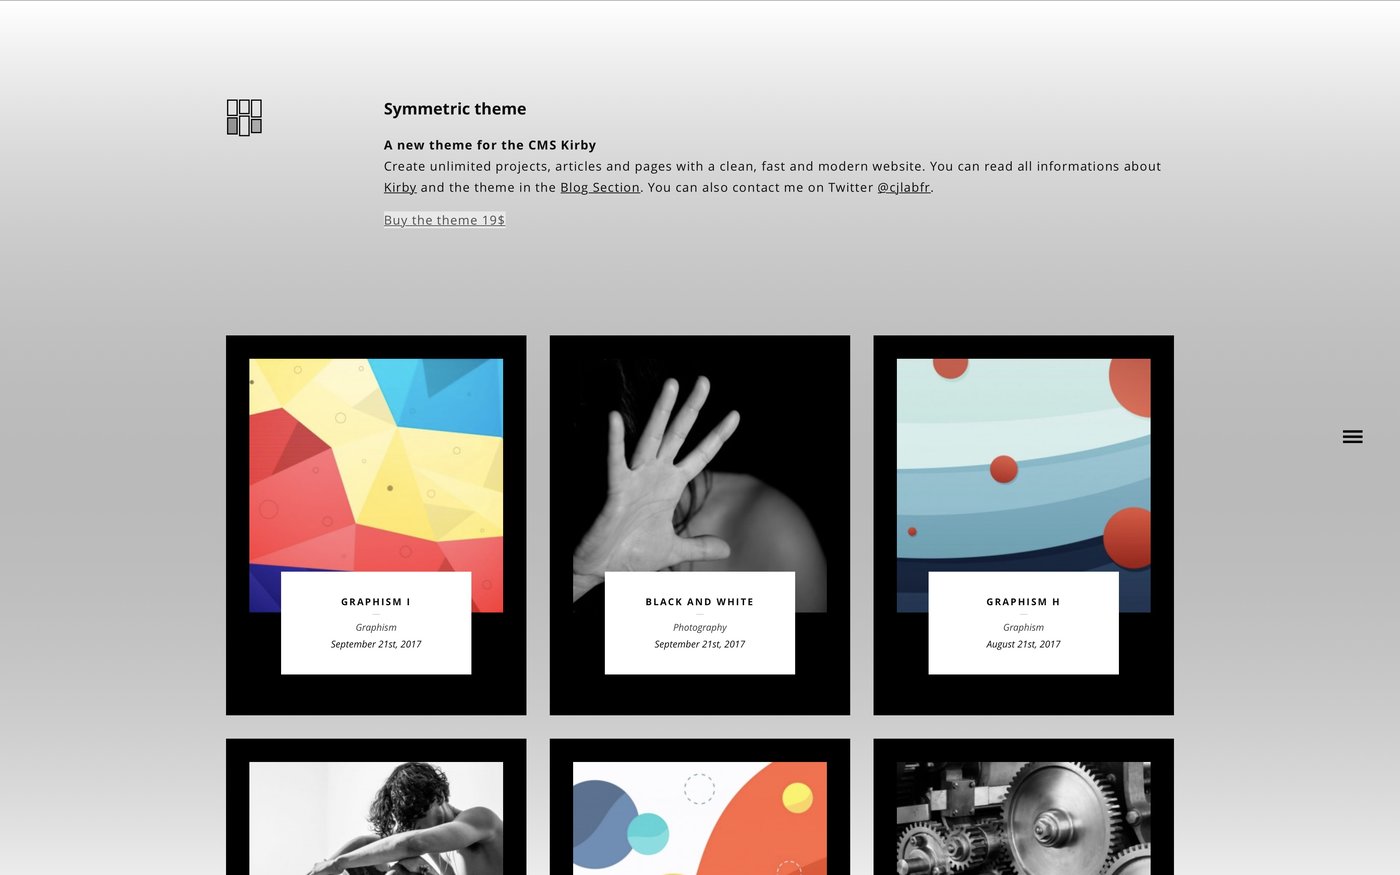 Symmetric theme
A new theme for the CMS Kirby
Create unlimited projects, articles and pages with a clean, fast and modern website. You can read all informations about
Kirby and the theme in the Blog Section. You can also contact me on Twitter @cjlabfr.
Buy the theme 19$
GRAPHISM I
Graphism
September 21st, 2017
BLACK AND WHITE
Photography
September 21st, 2017
GRAPHISM H
Graphism
August 21st, 2017